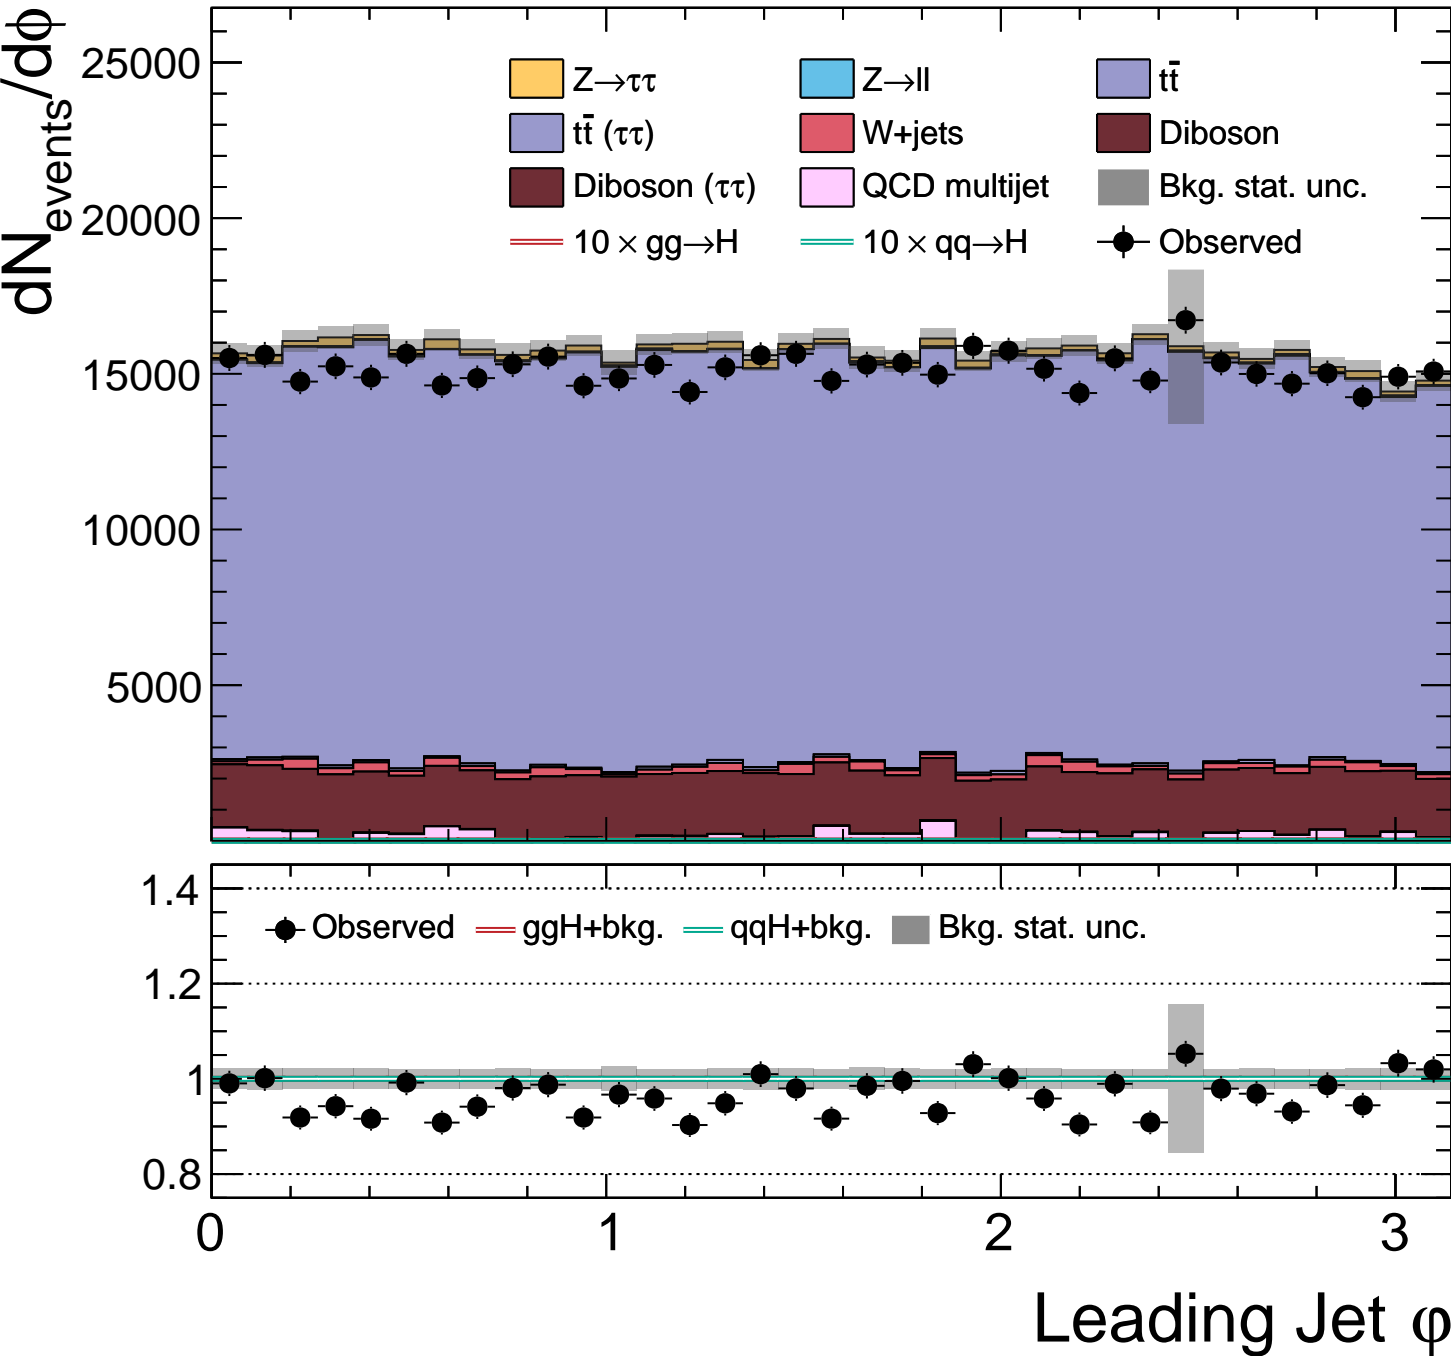 dN_events/dϕ
25000
20000
15000
10000
5000
Z→ττ Z→ll tt̄
tt̄ (ττ) W+jets Diboson
Diboson (ττ) QCD multijet Bkg. stat. unc.
10 × gg→H 10 × qq→H Observed
1.4
1.2
1
0.8
Observed ggH+bkg. qqH+bkg. Bkg. stat. unc.
0 1 2 3
Leading Jet φ